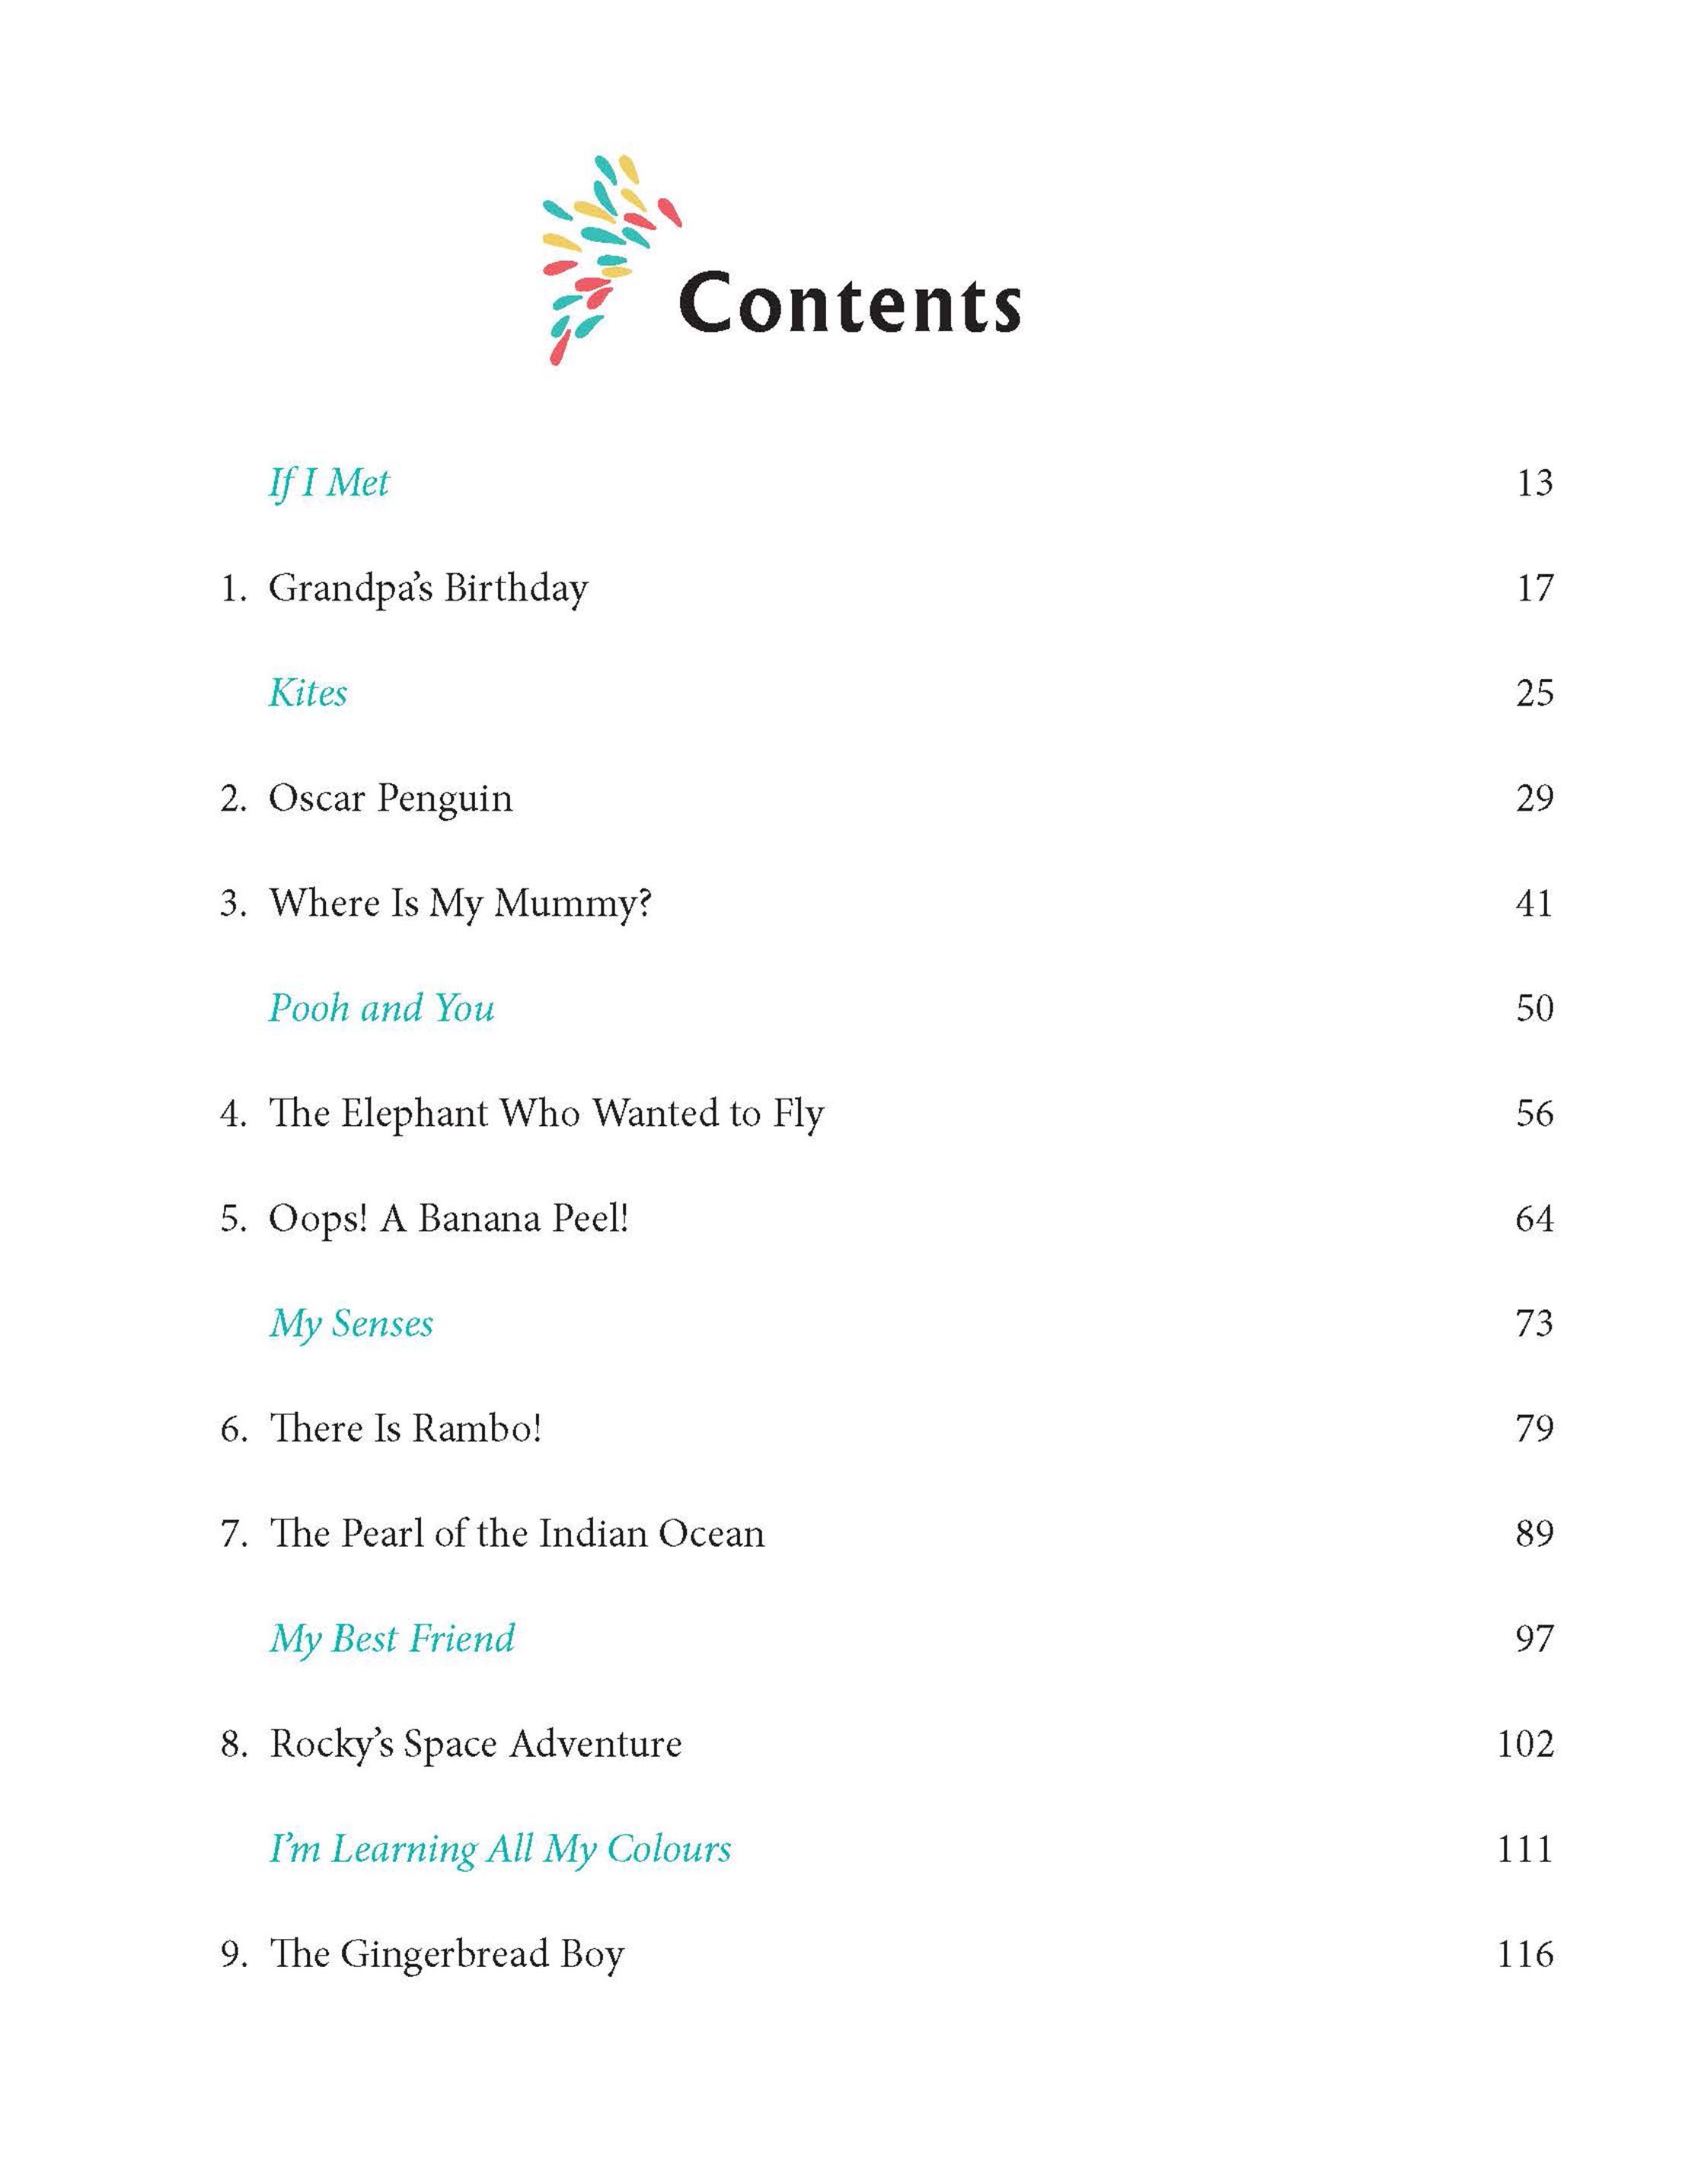 Contents
If I Met 13
1. Grandpa’s Birthday 17
Kites 25
2. Oscar Penguin 29
3. Where Is My Mummy? 41
Pooh and You 50
4. The Elephant Who Wanted to Fly 56
5. Oops! A Banana Peel! 64
My Senses 73
6. There Is Rambo! 79
7. The Pearl of the Indian Ocean 89
My Best Friend 97
8. Rocky’s Space Adventure 102
I’m Learning All My Colours 111
9. The Gingerbread Boy 116